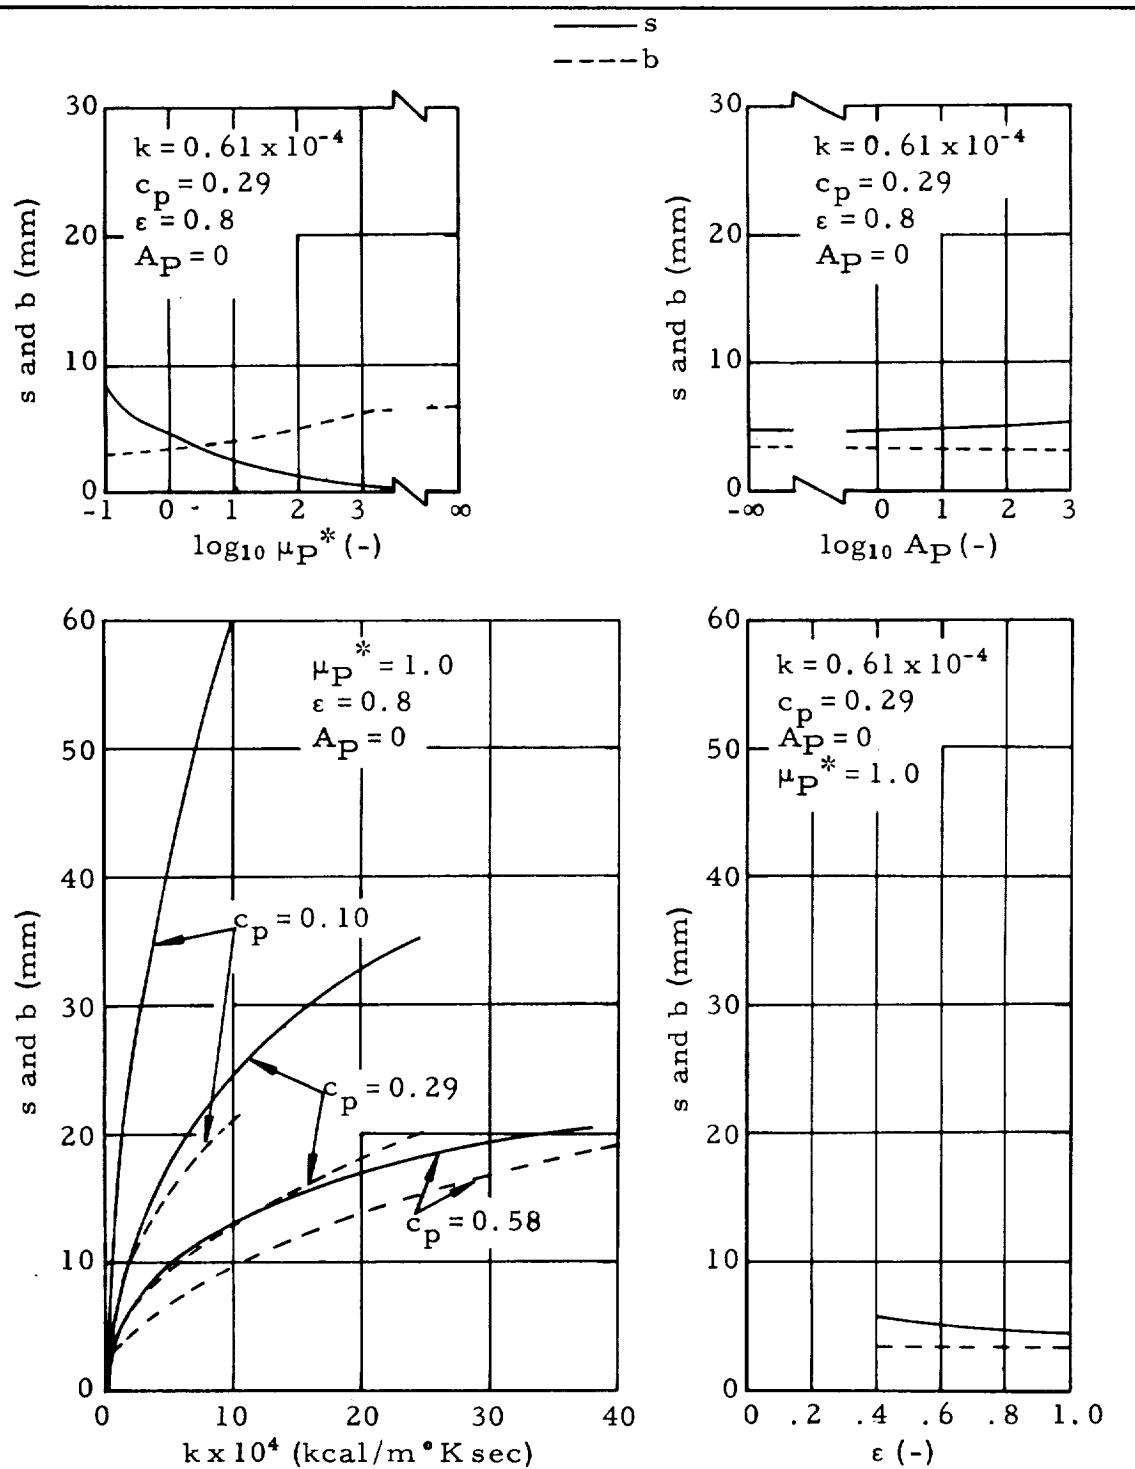 s
b
30
20
10
0
s and b (mm)
k = 0.61 x 10⁻⁴
c_p = 0.29
ε = 0.8
A_P = 0
-1 0 1 2 3 ∞
log₁₀ μ_P* (-)
30
20
10
0
s and b (mm)
k = 0.61 x 10⁻⁴
c_p = 0.29
ε = 0.8
A_P = 0
-∞ 0 1 2 3
log₁₀ A_P (-)
60
50
40
30
20
10
0
s and b (mm)
μ_P* = 1.0
ε = 0.8
A_P = 0
c_p = 0.10
c_p = 0.29
c_p = 0.58
0 10 20 30 40
k x 10⁴ (kcal/m°K sec)
60
50
40
30
20
10
0
s and b (mm)
k = 0.61 x 10⁻⁴
c_p = 0.29
A_P = 0
μ_P* = 1.0
0 .2 .4 .6 .8 1.0
ε (-)